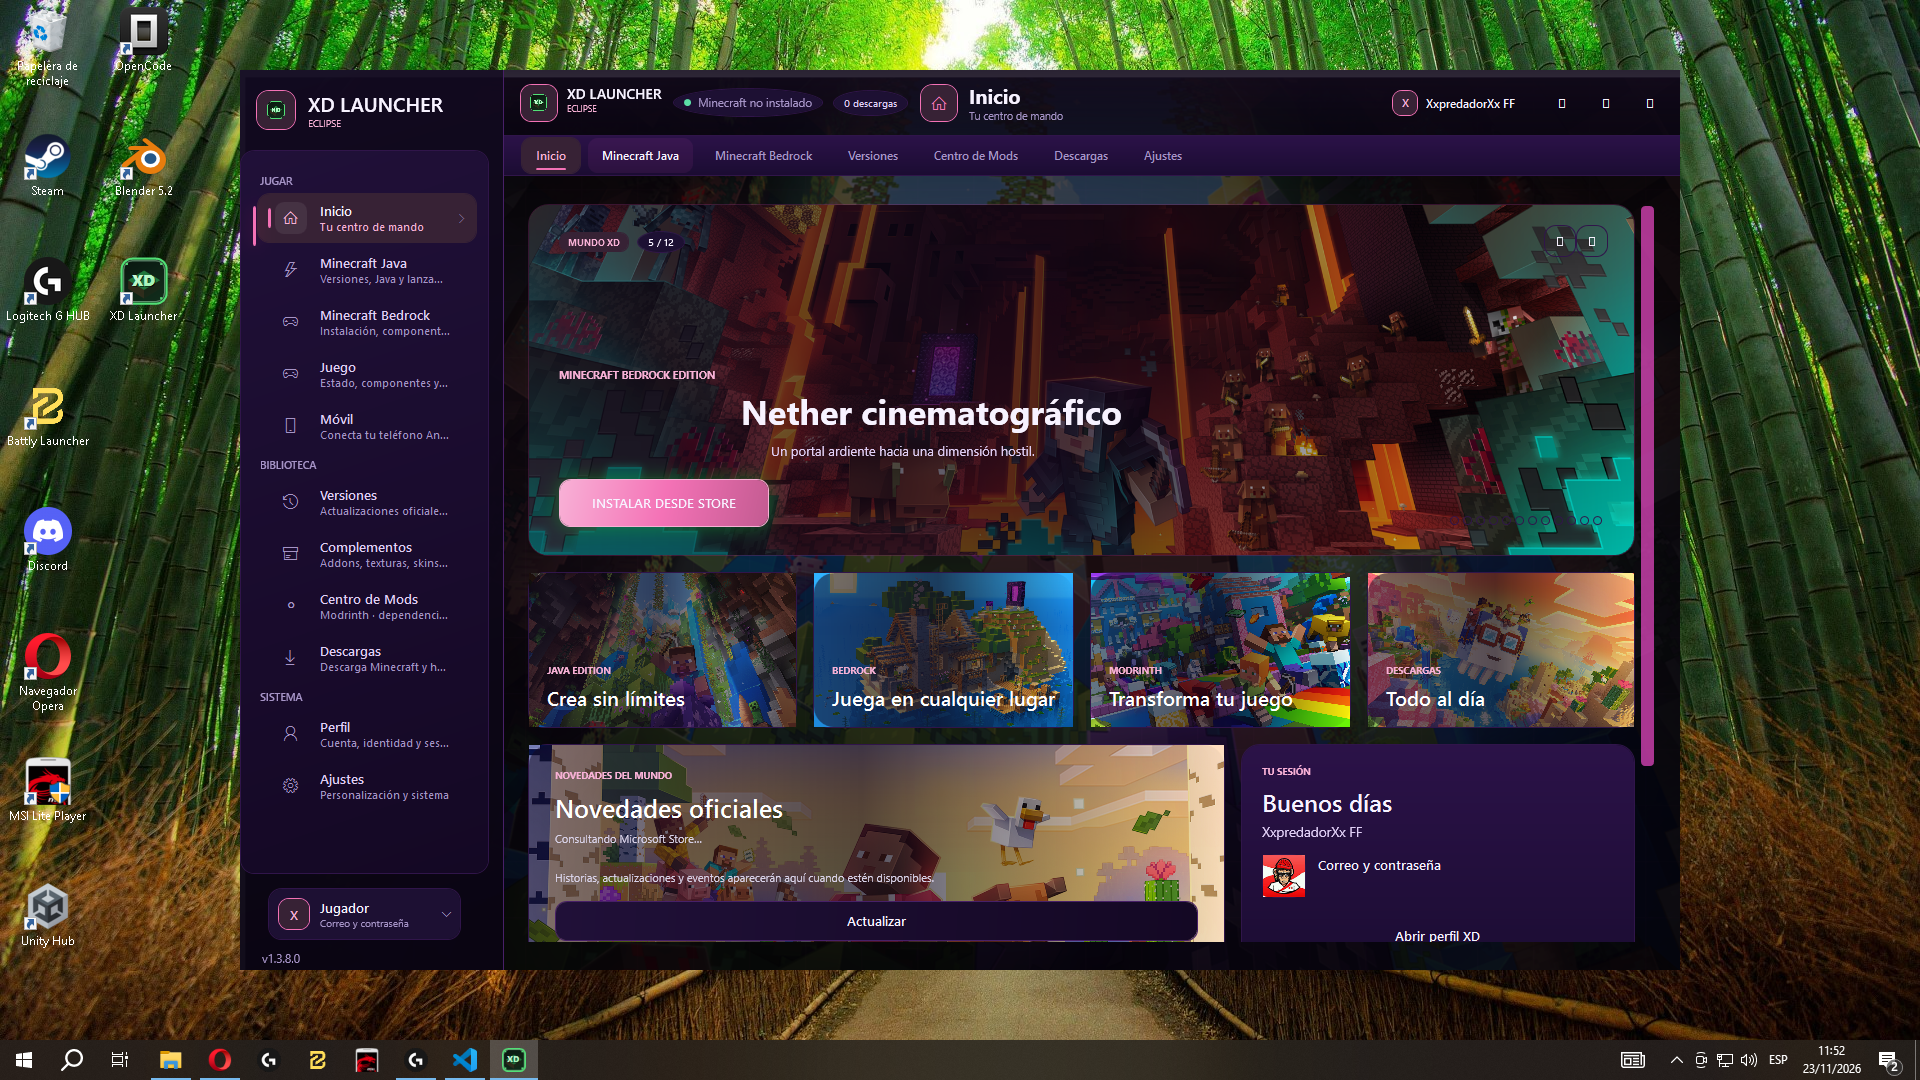 Papelera de
reciclaje
OpenCode
Steam
Blender 5.2
Logitech G HUB
XD
XD Launcher
Battly Launcher
Discord
Navegador
Opera
MSI Lite Player
Unity Hub
XD
XD LAUNCHER
ECLIPSE
JUGAR
Inicio
Tu centro de mando
Minecraft Java
Versiones, Java y lanza...
Minecraft Bedrock
Instalación, component...
Juego
Estado, componentes y...
Móvil
Conecta tu teléfono An...
BIBLIOTECA
Versiones
Actualizaciones oficiale...
Complementos
Addons, texturas, skins...
Centro de Mods
Modrinth · dependenci...
Descargas
Descarga Minecraft y h...
SISTEMA
Perfil
Cuenta, identidad y ses...
Ajustes
Personalización y sistema
X
Jugador
Correo y contraseña
v1.3.8.0
XD
XD LAUNCHER
ECLIPSE
Minecraft no instalado
0 descargas
Inicio
Tu centro de mando
X
XxpredadorXx FF
Inicio
Minecraft Java
Minecraft Bedrock
Versiones
Centro de Mods
Descargas
Ajustes
MUNDO XD
5 / 12
MINECRAFT BEDROCK EDITION
Nether cinematográfico
Un portal ardiente hacia una dimensión hostil.
INSTALAR DESDE STORE
JAVA EDITION
Crea sin límites
BEDROCK
Juega en cualquier lugar
MODRINTH
Transforma tu juego
DESCARGAS
Todo al día
NOVEDADES DEL MUNDO
Novedades oficiales
Consultando Microsoft Store...
Historias, actualizaciones y eventos aparecerán aquí cuando estén disponibles.
Actualizar
TU SESIÓN
Buenos días
XxpredadorXx FF
Correo y contraseña
Abrir perfil XD
XD
ESP
11:52
23/11/2026
2